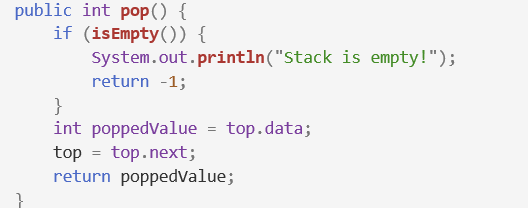 public int pop() {
    if (isEmpty()) {
        System.out.println("Stack is empty!");
        return -1;
    }
    int poppedValue = top.data;
    top = top.next;
    return poppedValue;
}